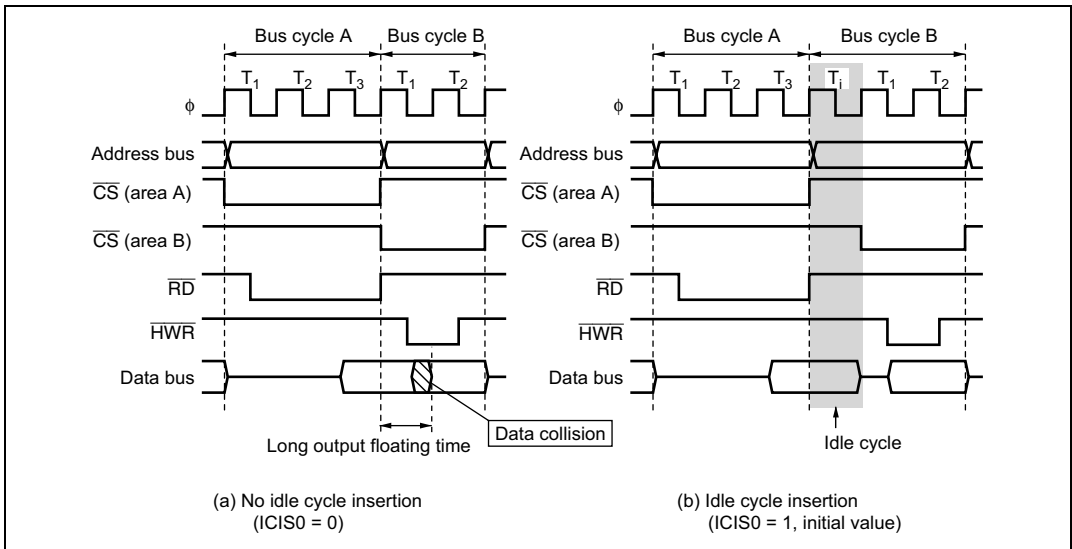 Bus cycle A Bus cycle B
T1 T2 T3 T1 T2
ϕ
Address bus
CS (area A)
CS (area B)
RD
HWR
Data bus
Data collision
Long output floating time
(a) No idle cycle insertion
(ICIS0 = 0)
Bus cycle A Bus cycle B
T1 T2 T3 Ti T1 T2
ϕ
Address bus
CS (area A)
CS (area B)
RD
HWR
Data bus
Idle cycle
(b) Idle cycle insertion
(ICIS0 = 1, initial value)